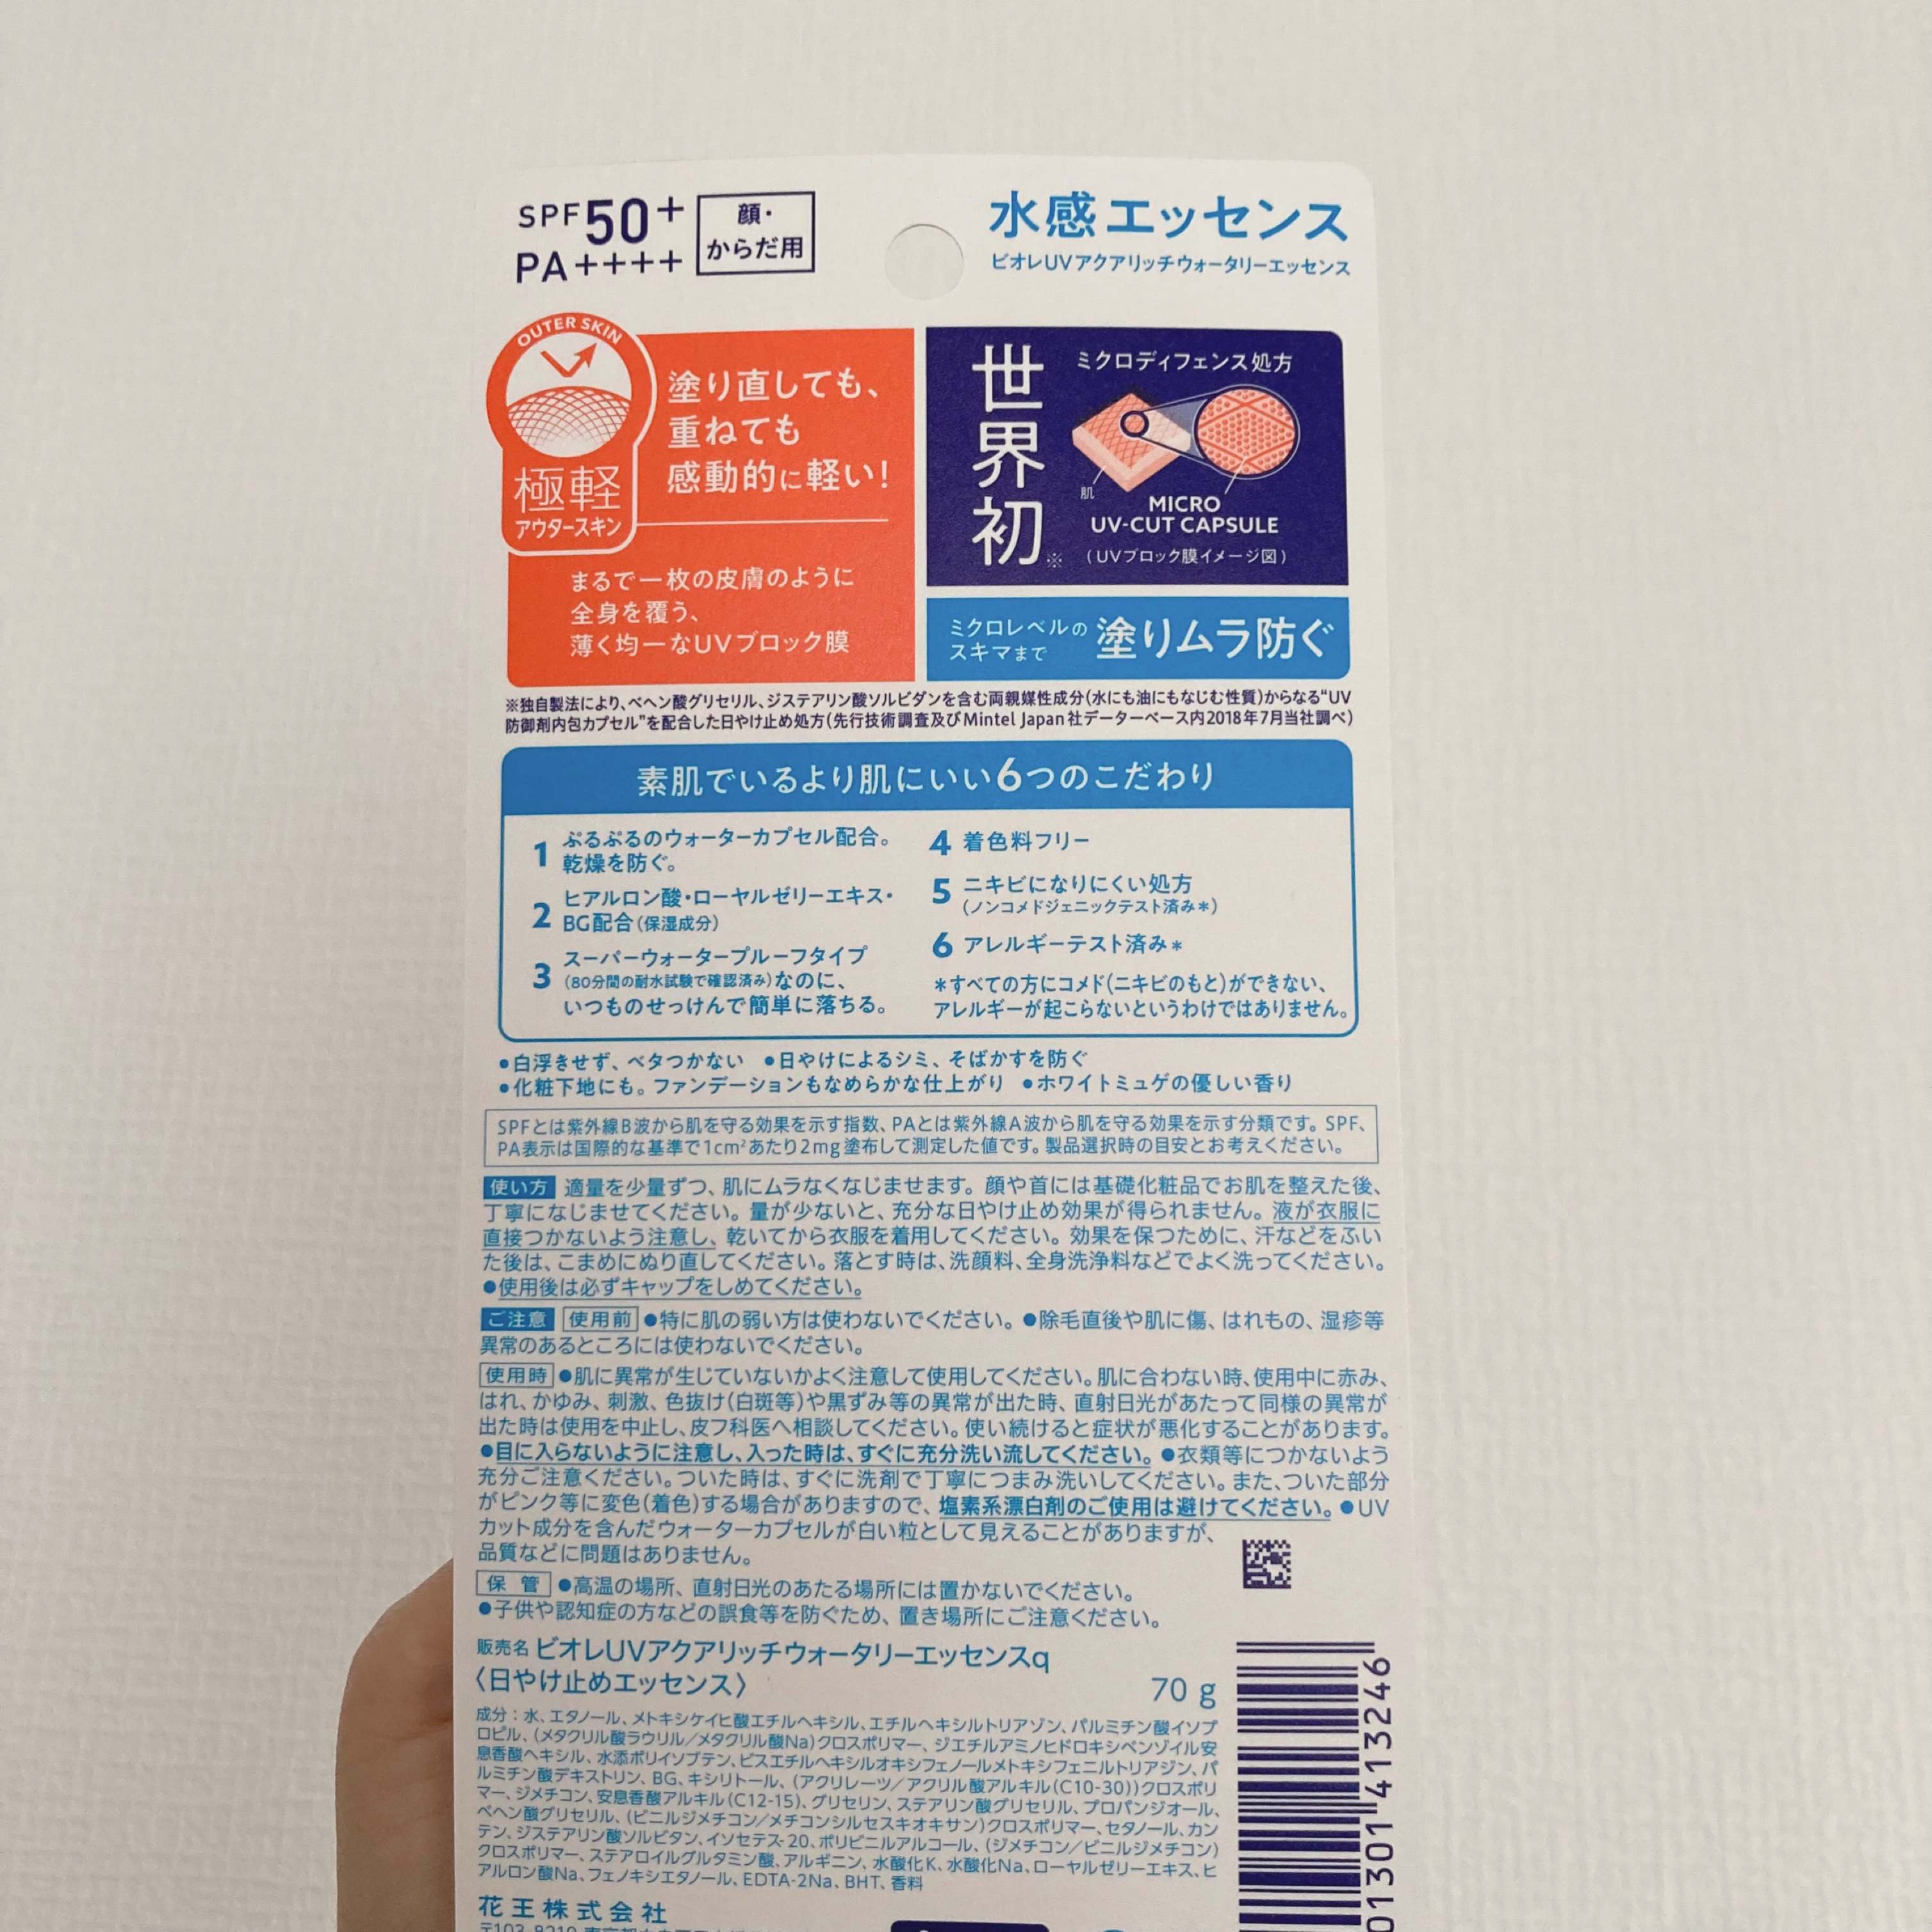 SPF50+
PA++++
顔・
からだ用
水感エッセンス
ビオレUVアクアリッチウォータリーエッセンス
OUTER SKIN
極軽
アウタースキン
塗り直しても、
重ねても
感動的に軽い!
まるで一枚の皮膚のように
全身を覆う、
薄く均一なUVブロック膜
世界初※
ミクロディフェンス処方
肌
MICRO
UV-CUT CAPSULE
(UVブロック膜イメージ図)
ミクロレベルの
スキマまで
塗りムラ防ぐ
※独自製法により、ベヘン酸グリセリル、ジステアリン酸ソルビダンを含む両親媒性成分(水にも油にもなじむ性質)からなる“UV
防御剤内包カプセル”を配合した日やけ止め処方(先行技術調査及びMintel Japan社データーベース内2018年7月当社調べ)
素肌でいるより肌にいい6つのこだわり
1 ぷるぷるのウォーターカプセル配合。
乾燥を防ぐ。
2 ヒアルロン酸・ローヤルゼリーエキス・
BG配合(保湿成分)
3 スーパーウォータープルーフタイプ
(80分間の耐水試験で確認済み)なのに、
いつものせっけんで簡単に落ちる。
4 着色料フリー
5 ニキビになりにくい処方
(ノンコメドジェニックテスト済み*)
6 アレルギーテスト済み*
*すべての方にコメド(ニキビのもと)ができない、
アレルギーが起こらないというわけではありません。
●白浮きせず、ベタつかない ●日やけによるシミ、そばかすを防ぐ
●化粧下地にも。ファンデーションもなめらかな仕上がり ●ホワイトミュゲの優しい香り
SPFとは紫外線B波から肌を守る効果を示す指数、PAとは紫外線A波から肌を守る効果を示す分類です。SPF、
PA表示は国際的な基準で1cm²あたり2mg塗布して測定した値です。製品選択時の目安とお考えください。
使い方 適量を少量ずつ、肌にムラなくなじませます。顔や首には基礎化粧品でお肌を整えた後、
丁寧になじませてください。量が少ないと、充分な日やけ止め効果が得られません。液が衣服に
直接つかないよう注意し、乾いてから衣服を着用してください。効果を保つために、汗などをふい
た後は、こまめにぬり直してください。落とす時は、洗顔料、全身洗浄料などでよく洗ってください。
●使用後は必ずキャップをしめてください。
ご注意 使用前 ●特に肌の弱い方は使わないでください。●除毛直後や肌に傷、はれもの、湿疹等
異常のあるところには使わないでください。
使用時 ●肌に異常が生じていないかよく注意して使用してください。肌に合わない時、使用中に赤み、
はれ、かゆみ、刺激、色抜け(白斑等)や黒ずみ等の異常が出た時、直射日光があたって同様の異常が
出た時は使用を中止し、皮フ科医へ相談してください。使い続けると症状が悪化することがあります。
●目に入らないように注意し、入った時は、すぐに充分洗い流してください。●衣類等につかないよう
充分ご注意ください。ついた時は、すぐに洗剤で丁寧につまみ洗いしてください。また、ついた部分
がピンク等に変色(着色)する場合がありますので、塩素系漂白剤のご使用は避けてください。●UV
カット成分を含んだウォーターカプセルが白い粒として見えることがありますが、
品質などに問題はありません。
保管 ●高温の場所、直射日光のあたる場所には置かないでください。
●子供や認知症の方などの誤食等を防ぐため、置き場所にご注意ください。
販売名 ビオレUVアクアリッチウォータリーエッセンスq
〈日やけ止めエッセンス〉
70 g
成分：水、エタノール、メトキシケイヒ酸エチルヘキシル、エチルヘキシルトリアゾン、パルミチン酸イソプ
ロピル、(メタクリル酸ラウリル／メタクリル酸Na)クロスポリマー、ジエチルアミノヒドロキシベンゾイル安
息香酸ヘキシル、水添ポリイソブテン、ビスエチルヘキシルオキシフェノールメトキシフェニルトリアジン、パ
ルミチン酸デキストリン、BG、キシリトール、(アクリレーツ／アクリル酸アルキル(C10-30))クロスポリ
マー、ジメチコン、安息香酸アルキル(C12-15)、グリセリン、ステアリン酸グリセリル、プロパンジオール、
ベヘン酸グリセリル、(ビニルジメチコン／メチコンシルセスキオキサン)クロスポリマー、セタノール、カン
テン、ジステアリン酸ソルビタン、イソセテス-20、ポリビニルアルコール、(ジメチコン／ビニルジメチコン)
クロスポリマー、ステアロイルグルタミン酸、アルギニン、水酸化K、水酸化Na、ローヤルゼリーエキス、ヒ
アルロン酸Na、フェノキシエタノール、EDTA-2Na、BHT、香料
花王株式会社
01301 413246